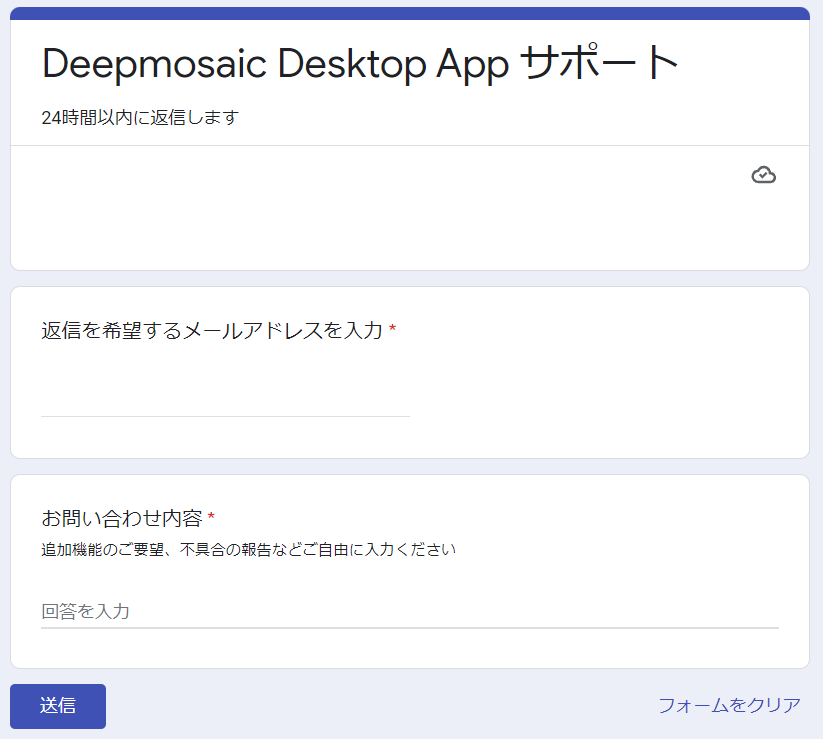 Deepmosaic Desktop App サポート
24時間以内に返信します
返信を希望するメールアドレスを入力 *
お問い合わせ内容 *
追加機能のご要望、不具合の報告などご自由に入力ください
回答を入力
送信
フォームをクリア